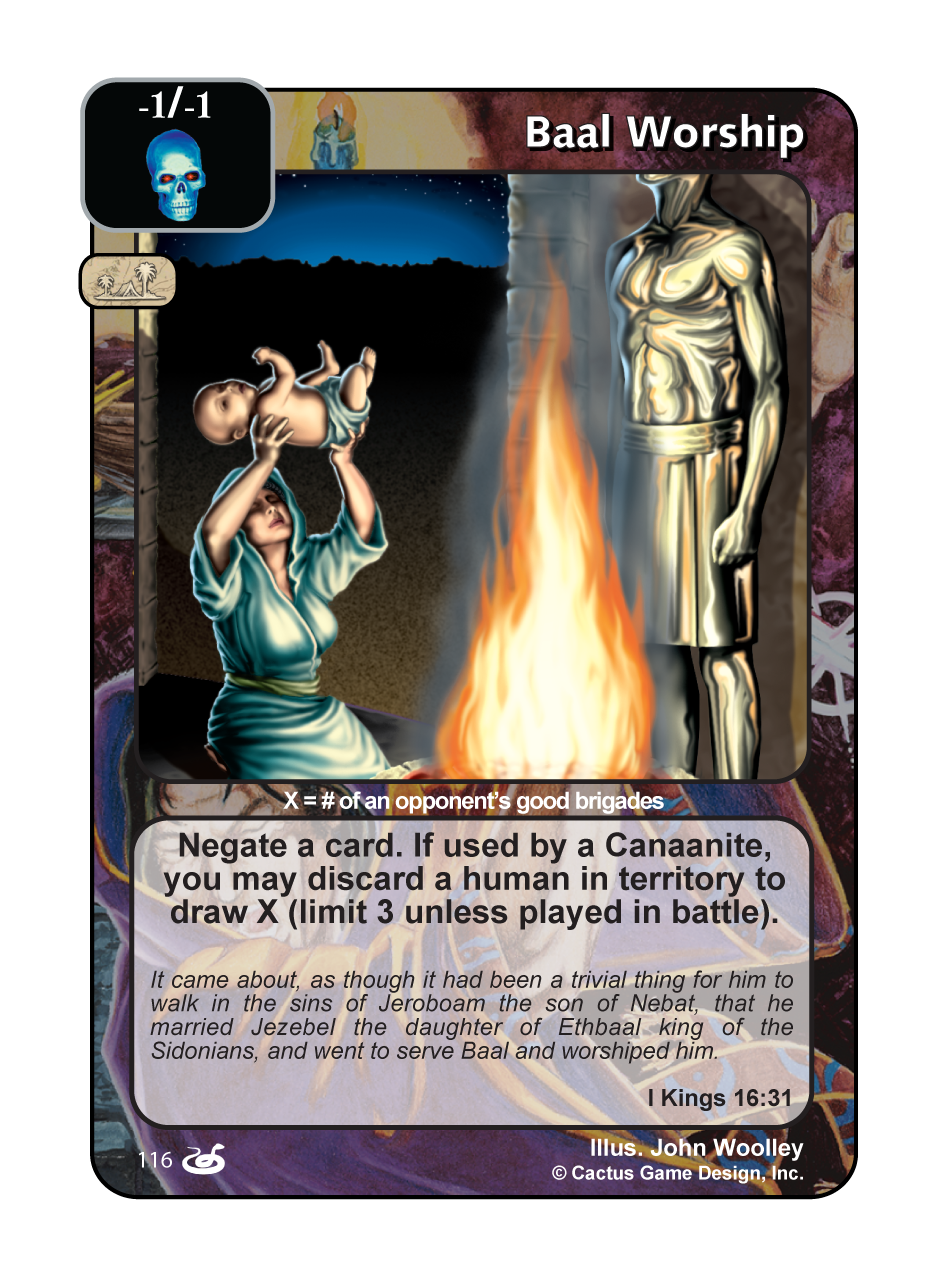 -1/-1
Baal Worship
X = # of an opponent's good brigades
Negate a card. If used by a Canaanite,
you may discard a human in territory to
draw X (limit 3 unless played in battle).
It came about, as though it had been a trivial thing for him to
walk in the sins of Jeroboam the son of Nebat, that he
married Jezebel the daughter of Ethbaal king of the
Sidonians, and went to serve Baal and worshiped him.
I Kings 16:31
116
Illus. John Woolley
© Cactus Game Design, Inc.